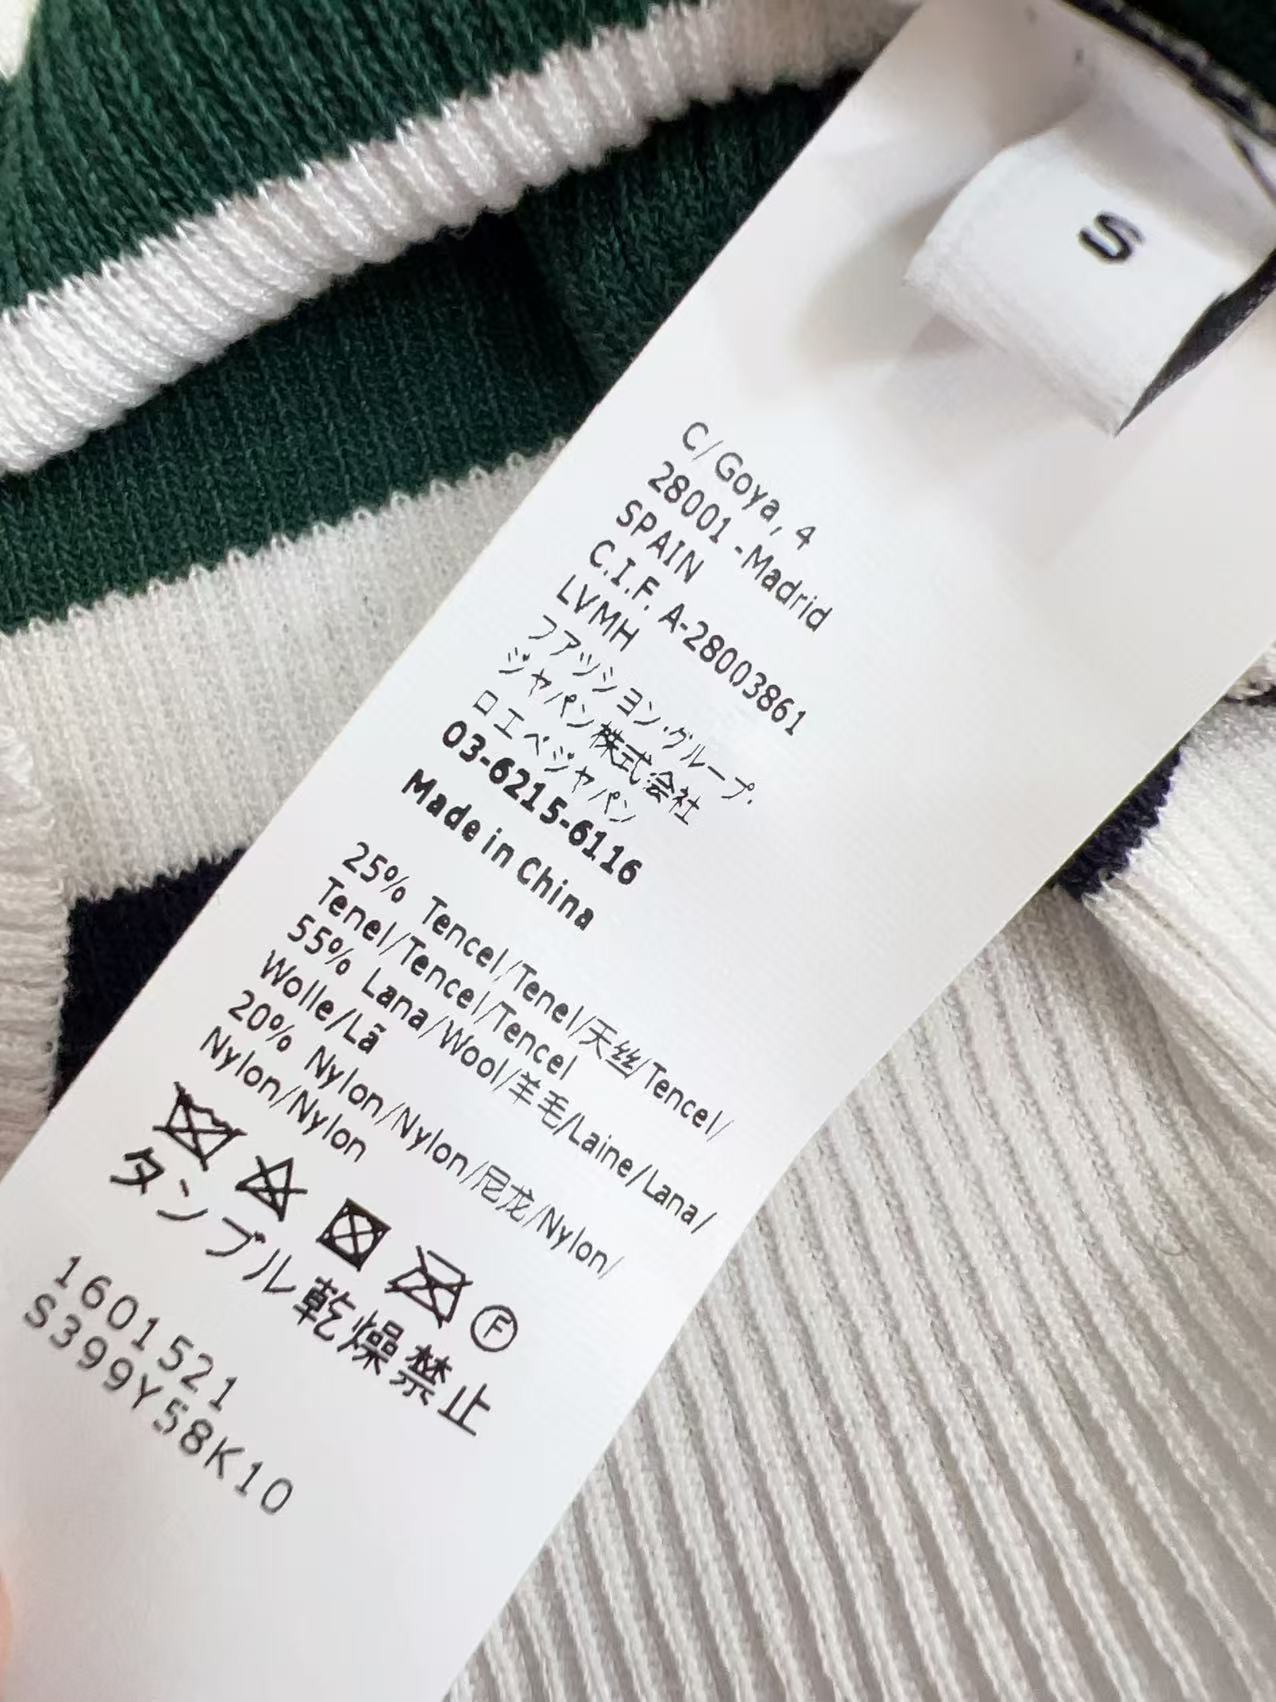 S
C/ Goya, 4
28001 -Madrid
SPAIN
C.I.F. A-28003861
LVMH
ファッション・グループ・
ジャパン株式会社
ロエベジャパン
03-6215-6116
Made in China
25% Tencel/Tenel/天丝/Tencel/
Tenel/Tencel/Tencel
55% Lana/Wool/羊毛/Laine/Lana/
Wolle/Lã
20% Nylon/Nylon/尼龙/Nylon/
Nylon/Nylon
F
タンブル乾燥禁止
1601521
S399Y58K10